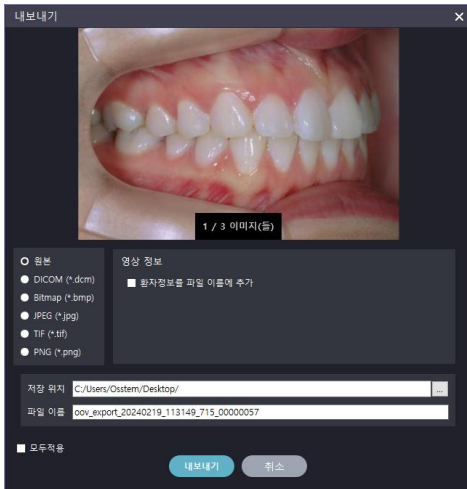 내보내기
1 / 3 이미지(들)
원본
DICOM (*.dcm)
Bitmap (*.bmp)
JPEG (*.jpg)
TIF (*.tif)
PNG (*.png)
영상 정보
환자정보를 파일 이름에 추가
저장 위치 C:/Users/Osstem/Desktop/ ...
파일 이름 oov_export_20240219_113149_715_00000057
모두적용
내보내기 취소